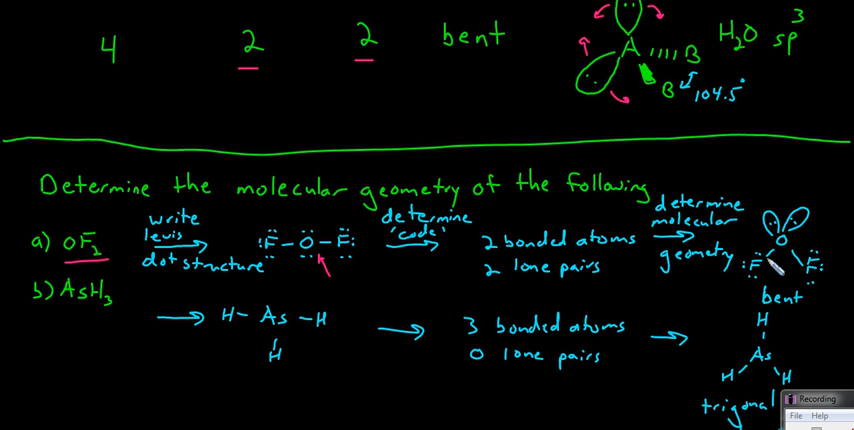 4 2 2 bent A B B 104.5° H₂O sp³
Determine the molecular geometry of the following
a) OF₂ write lewis dot structure :F-O-F: determine 'code' 2 bonded atoms 2 lone pairs determine molecular geometry O :F F: bent
b) AsH₃ H-As-H H 3 bonded atoms 0 lone pairs H As H H trigonal
Recording
File Help